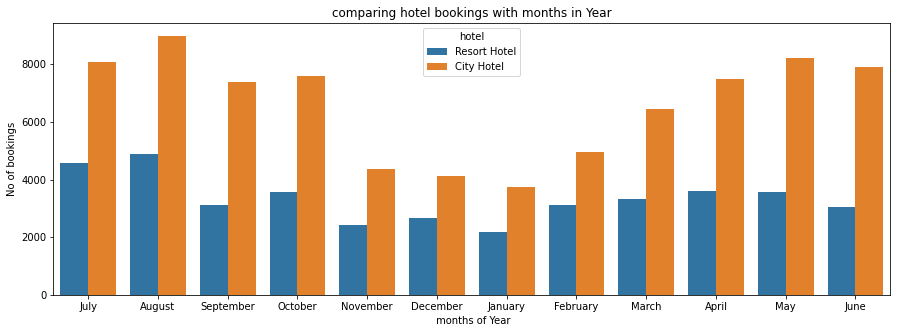 comparing hotel bookings with months in Year
hotel
Resort Hotel
City Hotel
No of bookings
8000
6000
4000
2000
0
July August September October November December January February March April May June
months of Year